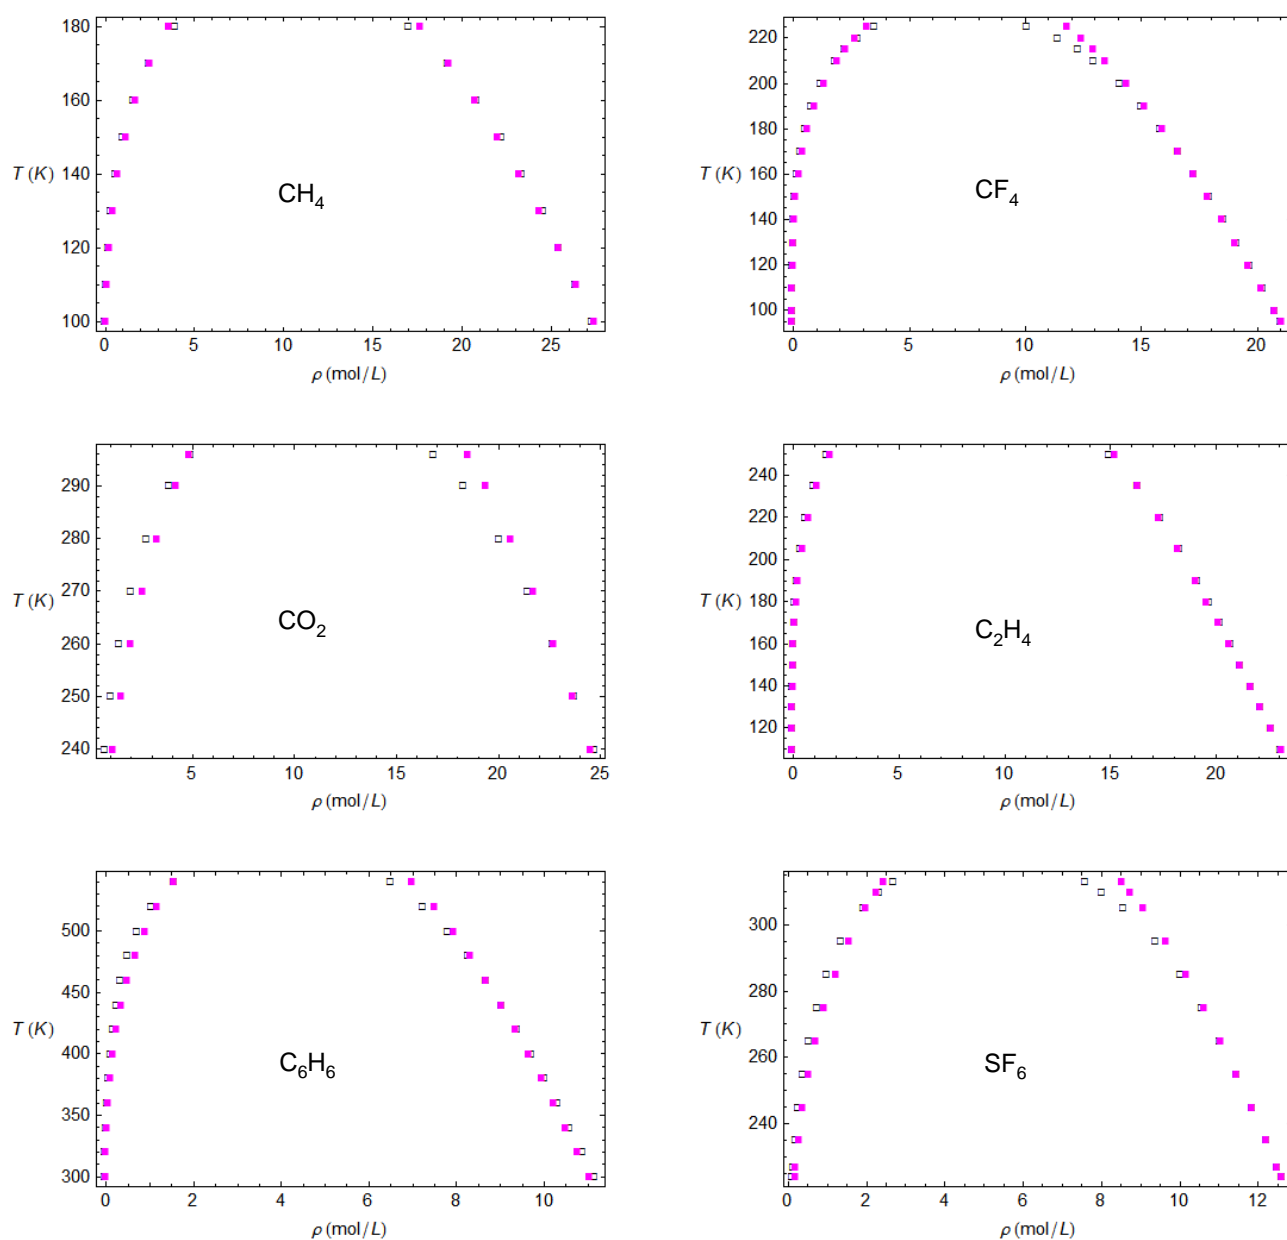 180
160
140
120
100
T (K)
CH₄
0 5 10 15 20 25
ρ (mol/L)
220
200
180
160
140
120
100
T (K)
CF₄
0 5 10 15 20
ρ (mol/L)
290
280
270
260
250
240
T (K)
CO₂
5 10 15 20 25
ρ (mol/L)
240
220
200
180
160
140
120
T (K)
C₂H₄
0 5 10 15 20
ρ (mol/L)
500
450
400
350
300
T (K)
C₆H₆
0 2 4 6 8 10
ρ (mol/L)
300
280
260
240
T (K)
SF₆
0 2 4 6 8 10 12
ρ (mol/L)